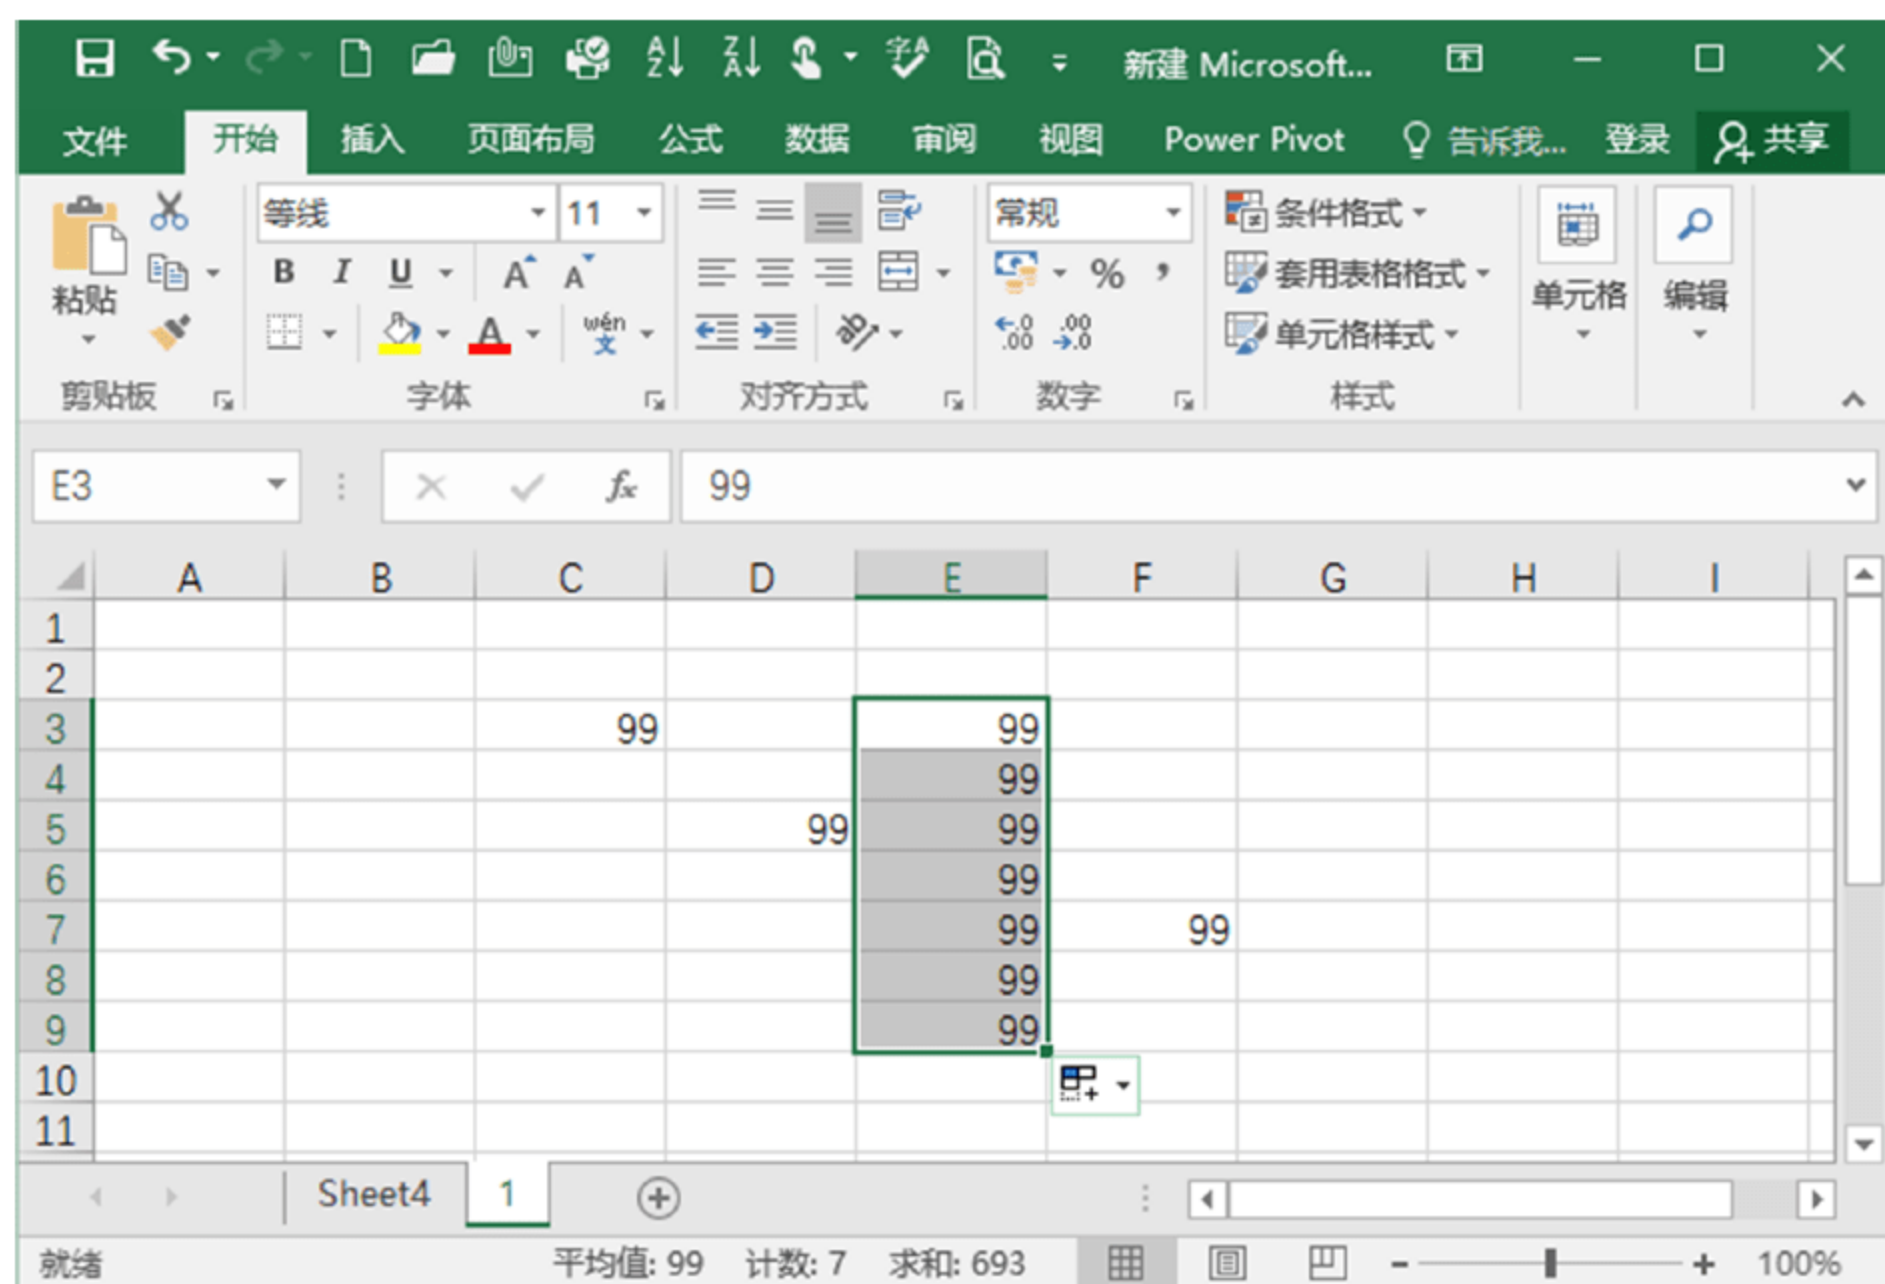 新建 Microsoft...
文件 开始 插入 页面布局 公式 数据 审阅 视图 Power Pivot 告诉我... 登录 共享
等线 11 常规 条件格式
粘贴 B I U A A % , 套用表格格式 单元格 编辑
A wén 文 .0 .00 .00 .0 单元格样式
剪贴板 字体 对齐方式 数字 样式
E3 fx 99
A B C D E F G H I
1
2
3 99 99
4 99
5 99 99
6 99
7 99 99
8 99
9 99
10
11
Sheet4 1
就绪 平均值: 99 计数: 7 求和: 693 100%